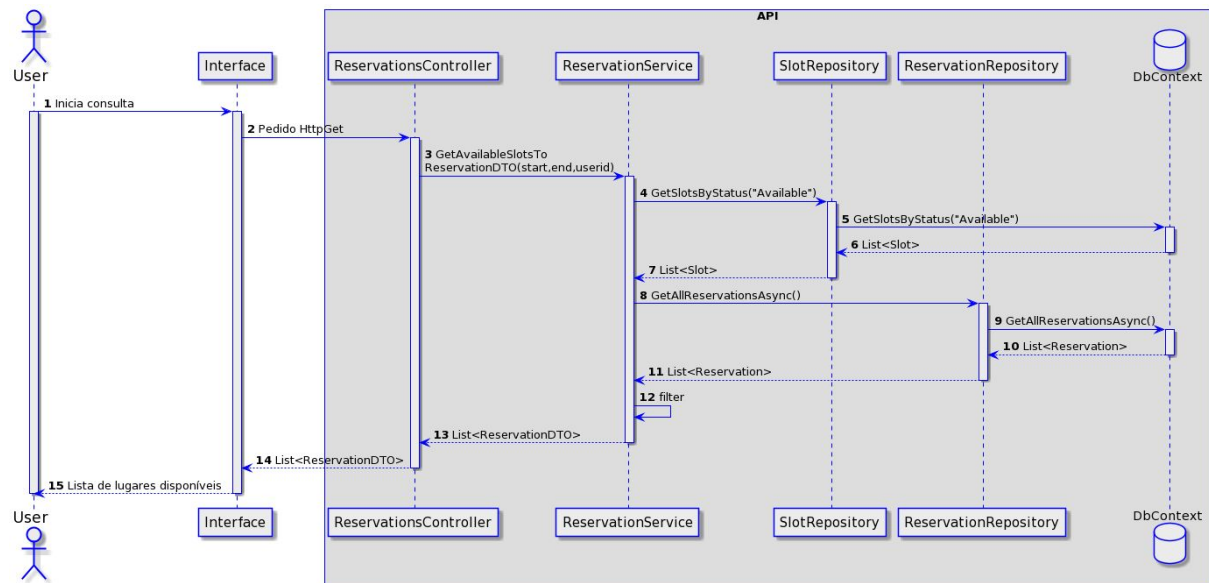 API
User
Interface
ReservationsController
ReservationService
SlotRepository
ReservationRepository
DbContext
1 Inicia consulta
2 Pedido HttpGet
3 GetAvailableSlotsTo
ReservationDTO(start,end,userid)
4 GetSlotsByStatus("Available")
5 GetSlotsByStatus("Available")
6 List<Slot>
7 List<Slot>
8 GetAllReservationsAsync()
9 GetAllReservationsAsync()
10 List<Reservation>
11 List<Reservation>
12 filter
13 List<ReservationDTO>
14 List<ReservationDTO>
15 Lista de lugares disponíveis
User
Interface
ReservationsController
ReservationService
SlotRepository
ReservationRepository
DbContext